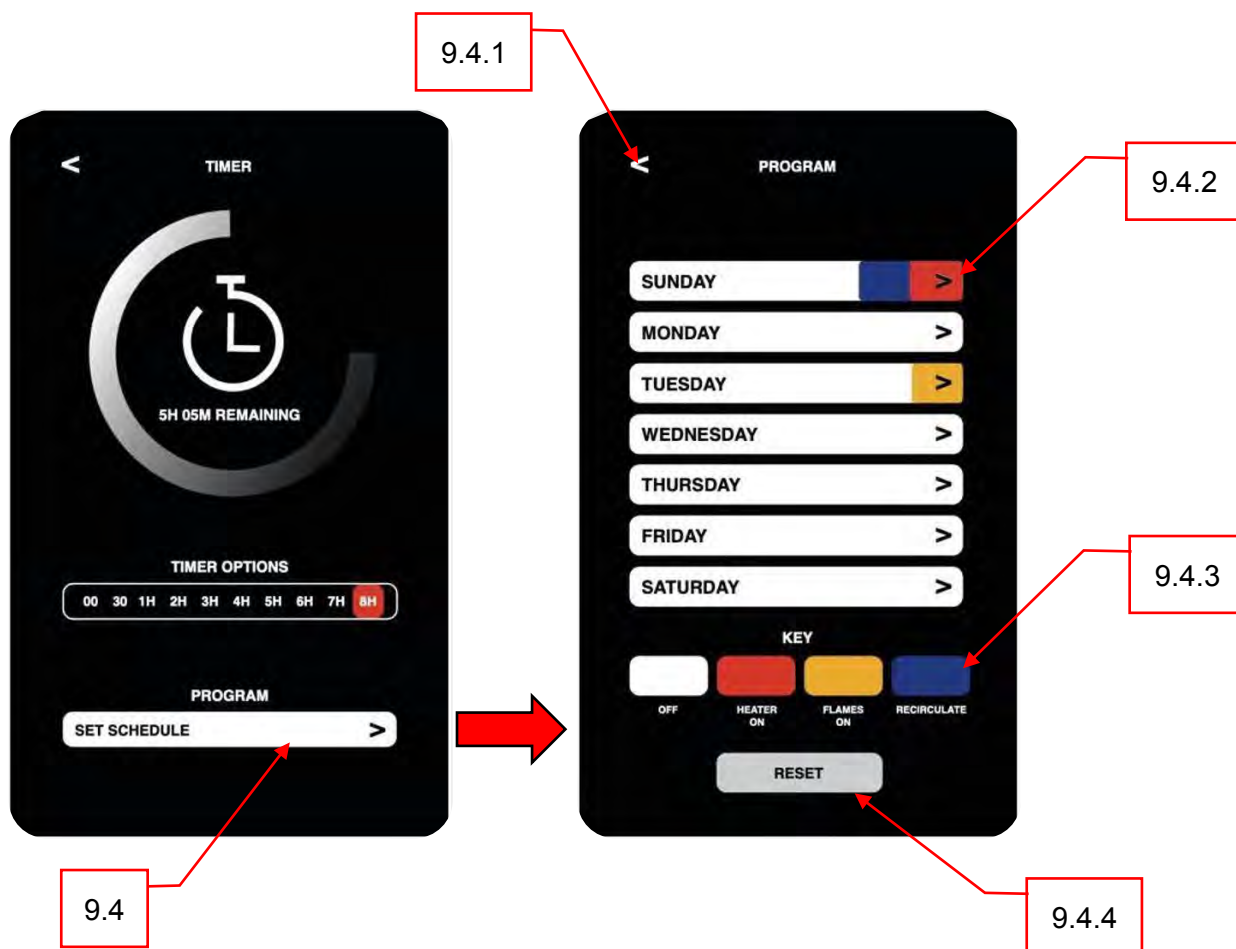 9.4.1
< TIMER
5H 05M REMAINING
TIMER OPTIONS
00 30 1H 2H 3H 4H 5H 6H 7H 8H
PROGRAM
SET SCHEDULE >
9.4
< PROGRAM
9.4.2
SUNDAY >
MONDAY >
TUESDAY >
WEDNESDAY >
THURSDAY >
FRIDAY >
SATURDAY >
9.4.3
KEY
OFF HEATER FLAMES RECIRCULATE
ON ON
RESET
9.4.4